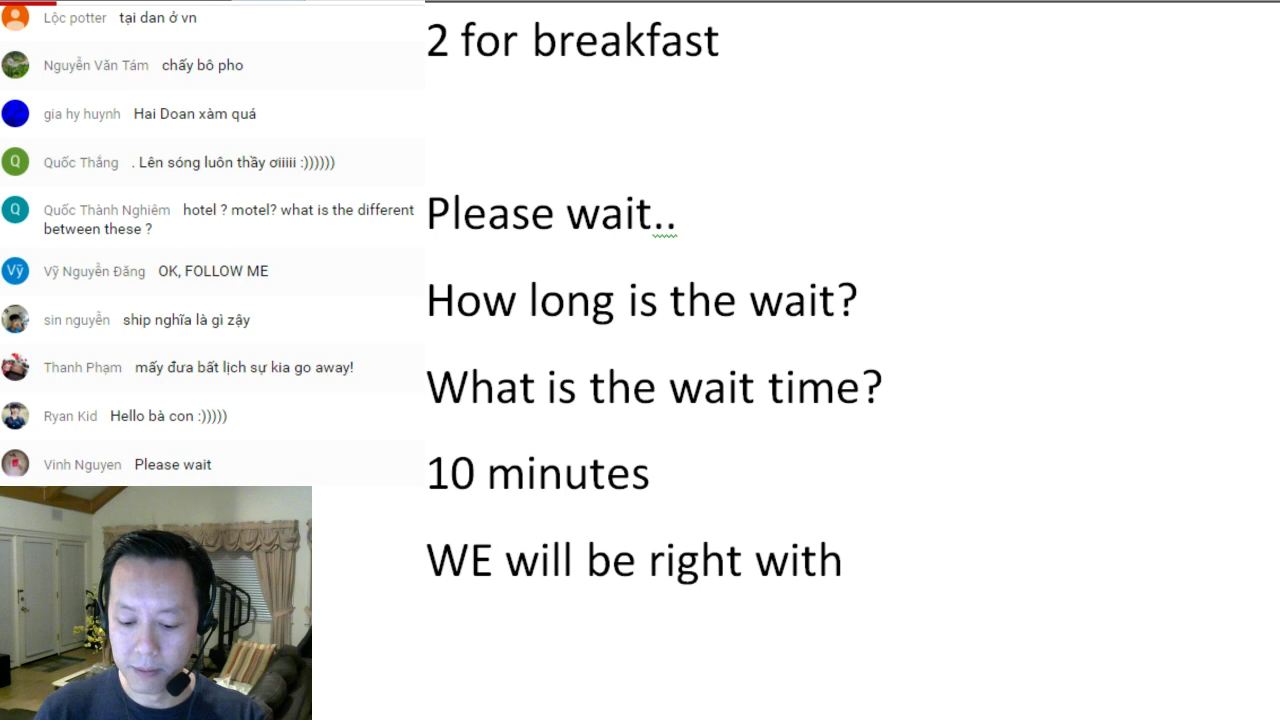 Lộc potter tại dan ở vn
Nguyễn Văn Tám chấy bô pho
gia hy huynh Hai Doan xàm quá
Q Quốc Thắng . Lên sóng luôn thầy ơiiiii :))))))
Q Quốc Thành Nghiêm hotel ? motel? what is the different
between these ?
Vỹ Vỹ Nguyễn Đăng OK, FOLLOW ME
sin nguyễn ship nghĩa là gì zậy
Thanh Phạm mấy đưa bất lịch sự kia go away!
Ryan Kid Hello bà con :)))))
Vinh Nguyen Please wait
2 for breakfast
Please wait..
How long is the wait?
What is the wait time?
10 minutes
WE will be right with